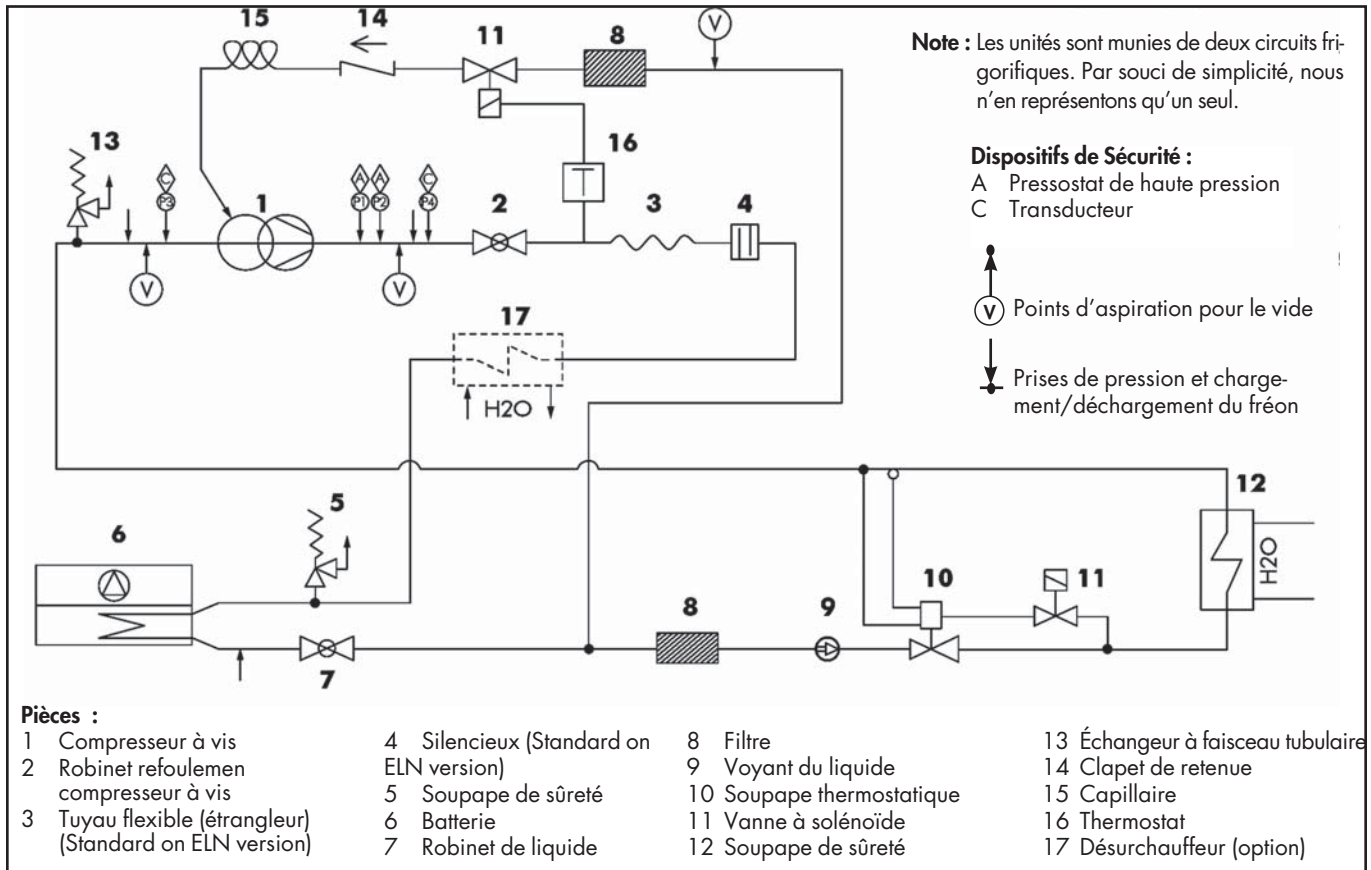 15
14
11
8
V
Note : Les unités sont munies de deux circuits fri-
gorifiques. Par souci de simplicité, nous
n'en représentons qu'un seul.
13
16
Dispositifs de Sécurité :
A Pressostat de haute pression
C Transducteur
C
P3
1
A
P1
A
P2
C
P4
2
3
4
V
V
V Points d'aspiration pour le vide
17
H2O
Prises de pression et charge-
ment/déchargement du fréon
12
H2O
5
6
10
11
8
9
7
Pièces :
1 Compresseur à vis
2 Robinet refoulemen
compresseur à vis
3 Tuyau flexible (étrangleur)
(Standard on ELN version)
4 Silencieux (Standard on
ELN version)
5 Soupape de sûreté
6 Batterie
7 Robinet de liquide
8 Filtre
9 Voyant du liquide
10 Soupape thermostatique
11 Vanne à solénoïde
12 Soupape de sûreté
13 Échangeur à faisceau tubulaire
14 Clapet de retenue
15 Capillaire
16 Thermostat
17 Désurchauffeur (option)